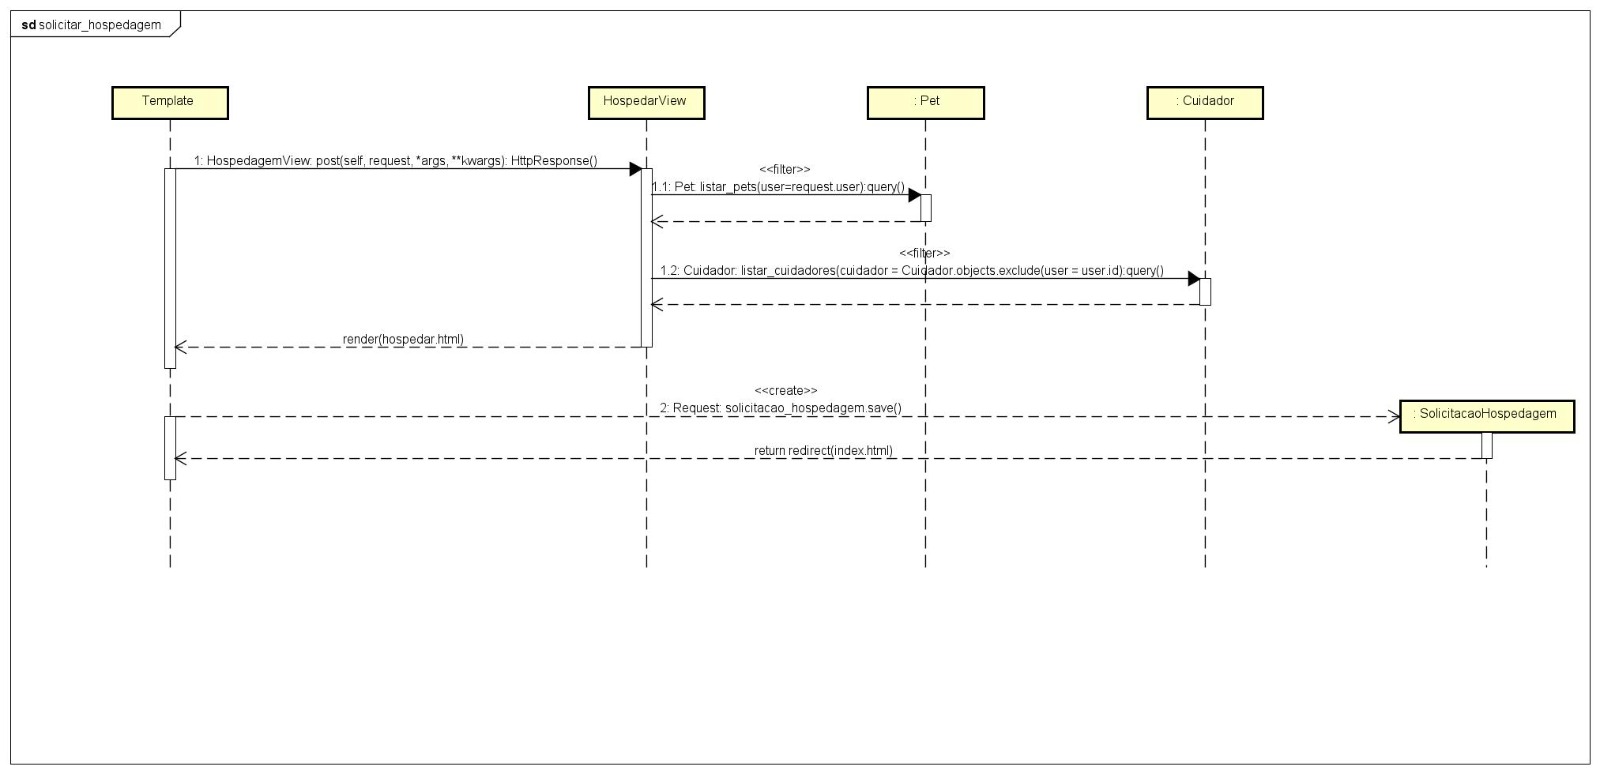 sd solicitar_hospedagem
Template
HospedarView
: Pet
: Cuidador
1: HospedagemView: post(self, request, *args, **kwargs): HttpResponse()
<<filter>>
1.1: Pet: listar_pets(user=request.user):query()
<<filter>>
1.2: Cuidador: listar_cuidadores(cuidador = Cuidador.objects.exclude(user = user.id):query()
render(hospedar.html)
<<create>>
2: Request: solicitacao_hospedagem.save()
: SolicitacaoHospedagem
return redirect(index.html)